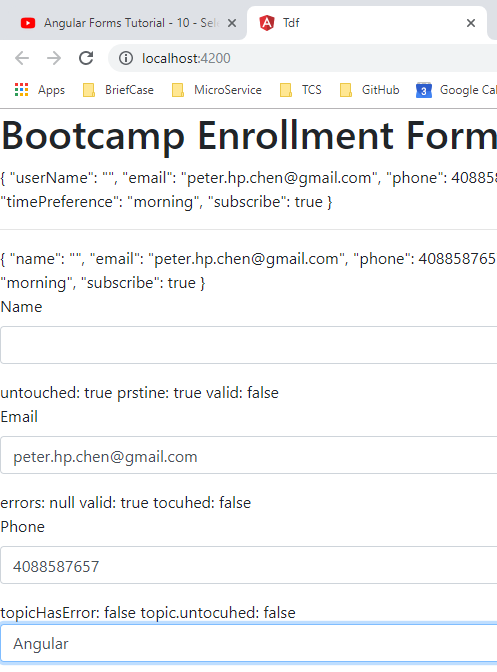 Angular Forms Tutorial - 10 - Sele
Tdf
localhost:4200
Apps BriefCase MicroService TCS GitHub Google Cal
Bootcamp Enrollment Form
{ "userName": "", "email": "peter.hp.chen@gmail.com", "phone": 40885
"timePreference": "morning", "subscribe": true }
{ "name": "", "email": "peter.hp.chen@gmail.com", "phone": 408858765
"morning", "subscribe": true }
Name
untouched: true prstine: true valid: false
Email
peter.hp.chen@gmail.com
errors: null valid: true tocuhed: false
Phone
4088587657
topicHasError: false topic.untocuhed: false
Angular